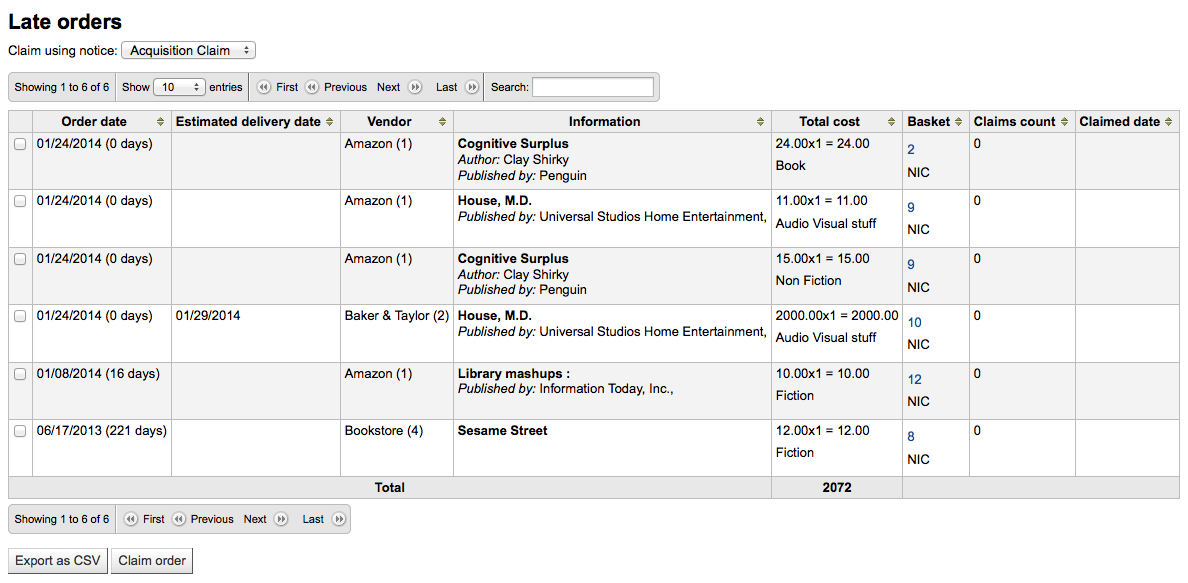 Late orders
Claim using notice: Acquisition Claim
Showing 1 to 6 of 6 Show 10 entries First Previous Next Last Search:
Order date Estimated delivery date Vendor Information Total cost Basket Claims count Claimed date
01/24/2014 (0 days) Amazon (1) Cognitive Surplus 24.00x1 = 24.00 2 0
Author: Clay Shirky Book
Published by: Penguin NIC
01/24/2014 (0 days) Amazon (1) House, M.D. 11.00x1 = 11.00 9 0
Published by: Universal Studios Home Entertainment, Audio Visual stuff NIC
01/24/2014 (0 days) Amazon (1) Cognitive Surplus 15.00x1 = 15.00 9 0
Author: Clay Shirky Non Fiction
Published by: Penguin NIC
01/24/2014 (0 days) 01/29/2014 Baker & Taylor (2) House, M.D. 2000.00x1 = 2000.00 10 0
Published by: Universal Studios Home Entertainment, Audio Visual stuff NIC
01/08/2014 (16 days) Amazon (1) Library mashups : 10.00x1 = 10.00 12 0
Published by: Information Today, Inc., Fiction NIC
06/17/2013 (221 days) Bookstore (4) Sesame Street 12.00x1 = 12.00 8 0
Fiction NIC
Total 2072
Showing 1 to 6 of 6 First Previous Next Last
Export as CSV Claim order